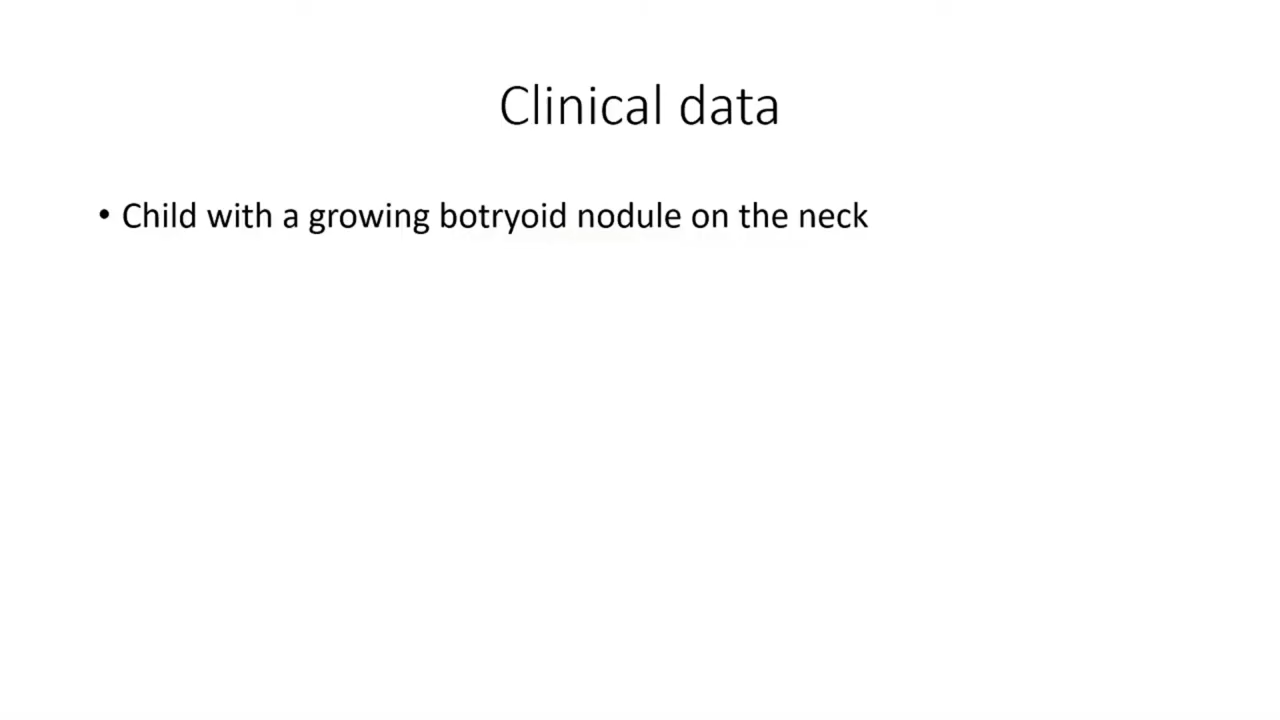 Clinical data
• Child with a growing botryoid nodule on the neck